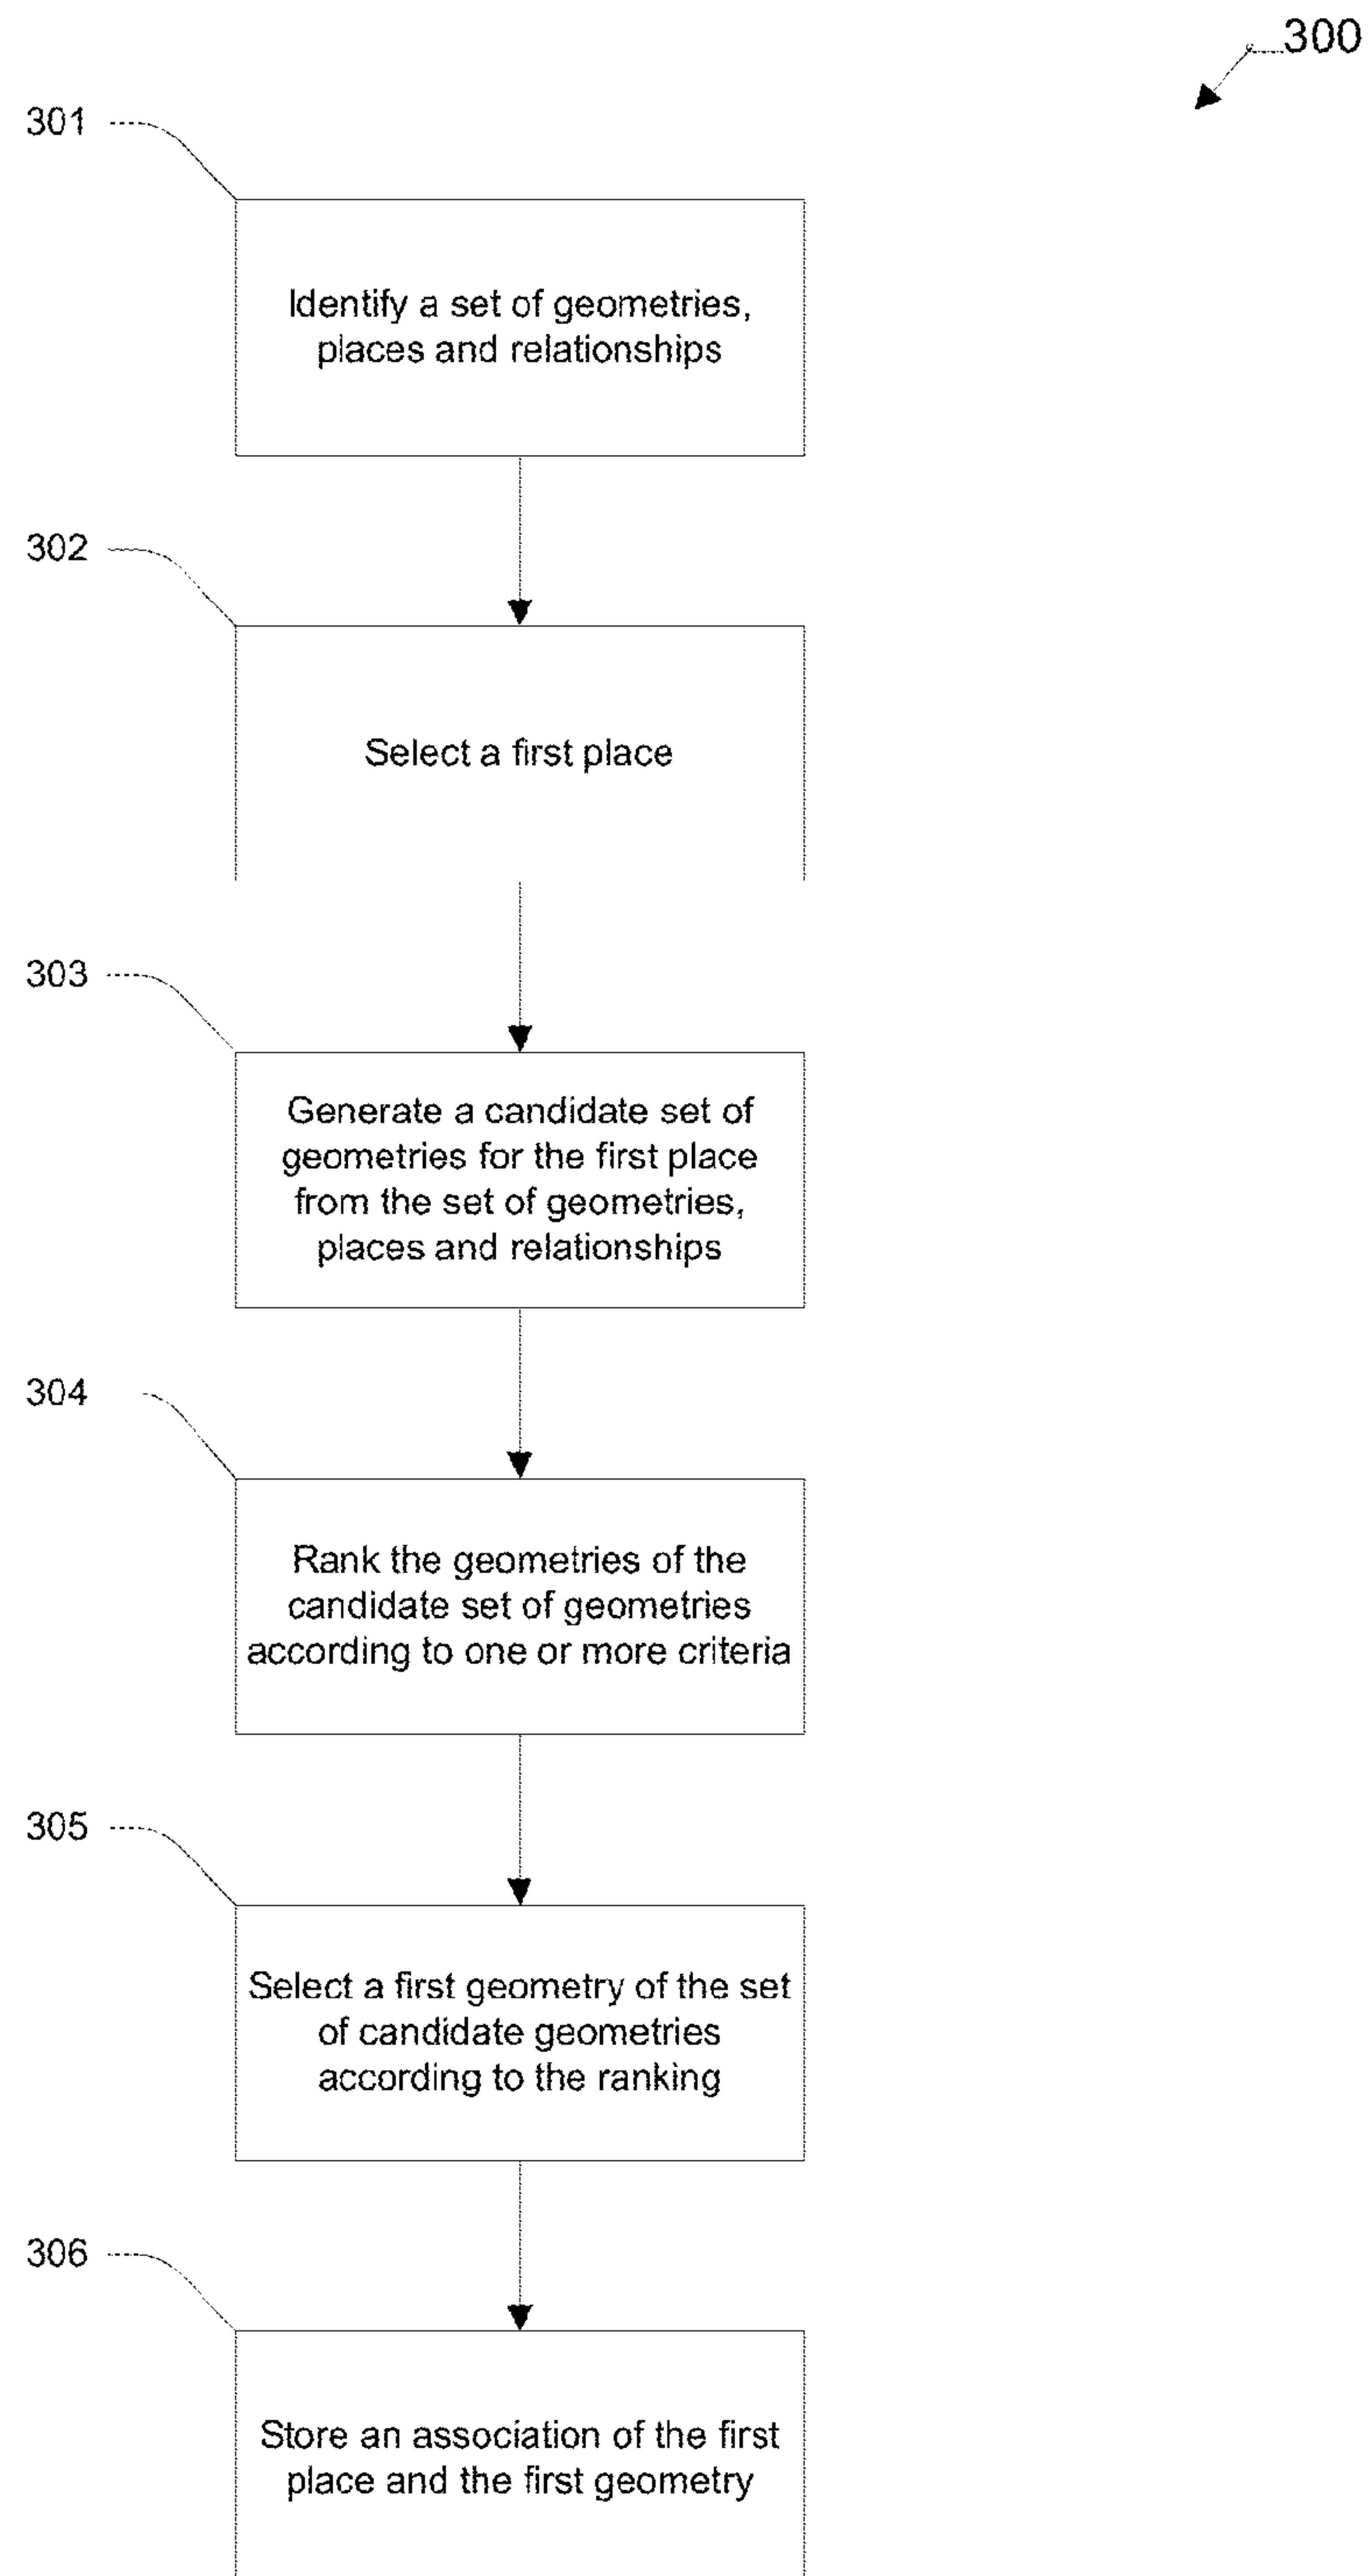 300
301
Identify a set of geometries,
places and relationships
302
Select a first place
303
Generate a candidate set of
geometries for the first place
from the set of geometries,
places and relationships
304
Rank the geometries of the
candidate set of geometries
according to one or more criteria
305
Select a first geometry of the set
of candidate geometries
according to the ranking
306
Store an association of the first
place and the first geometry